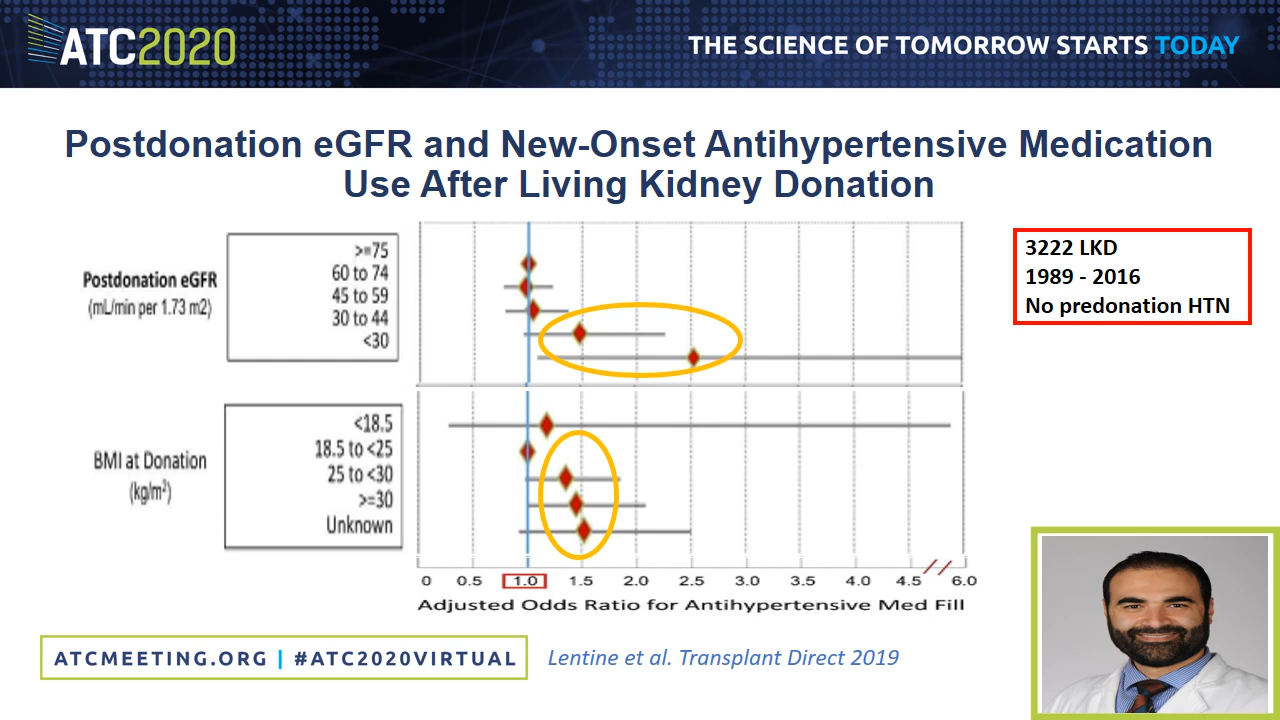 ATC2020
THE SCIENCE OF TOMORROW STARTS TODAY
Postdonation eGFR and New-Onset Antihypertensive Medication
Use After Living Kidney Donation
Postdonation eGFR
(mL/min per 1.73 m2)
>=75
60 to 74
45 to 59
30 to 44
<30
3222 LKD
1989 - 2016
No predonation HTN
BMI at Donation
(kg/m²)
<18.5
18.5 to <25
25 to <30
>=30
Unknown
0 0.5 1.0 1.5 2.0 2.5 3.0 3.5 4.0 4.5 6.0
Adjusted Odds Ratio for Antihypertensive Med Fill
ATCMEETING.ORG | #ATC2020VIRTUAL
Lentine et al. Transplant Direct 2019